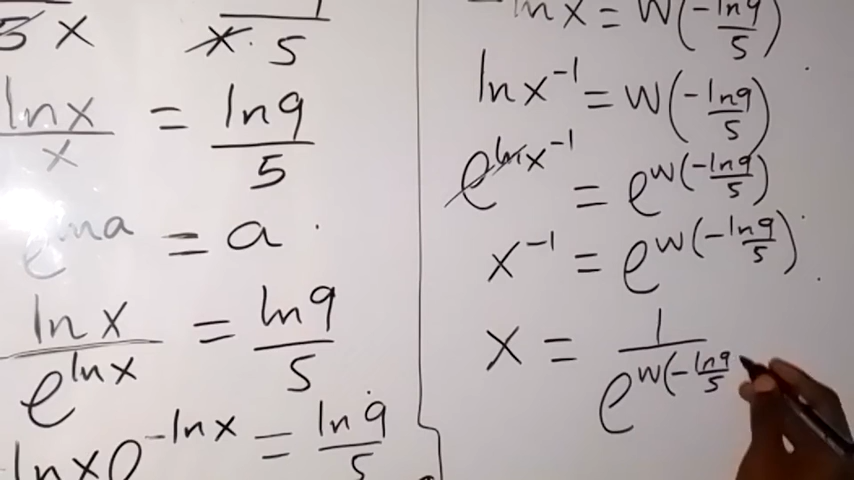 5 x / x · 5
ln x / x = ln 9 / 5
e^ln a = a
ln x / e^ln x = ln 9 / 5
ln x e^-ln x = ln 9 / 5
-ln x = W(-ln 9 / 5)
ln x^-1 = W(-ln 9 / 5)
e^ln x^-1 = e^W(-ln 9 / 5)
x^-1 = e^W(-ln 9 / 5)
x = 1 / e^W(-ln 9 / 5